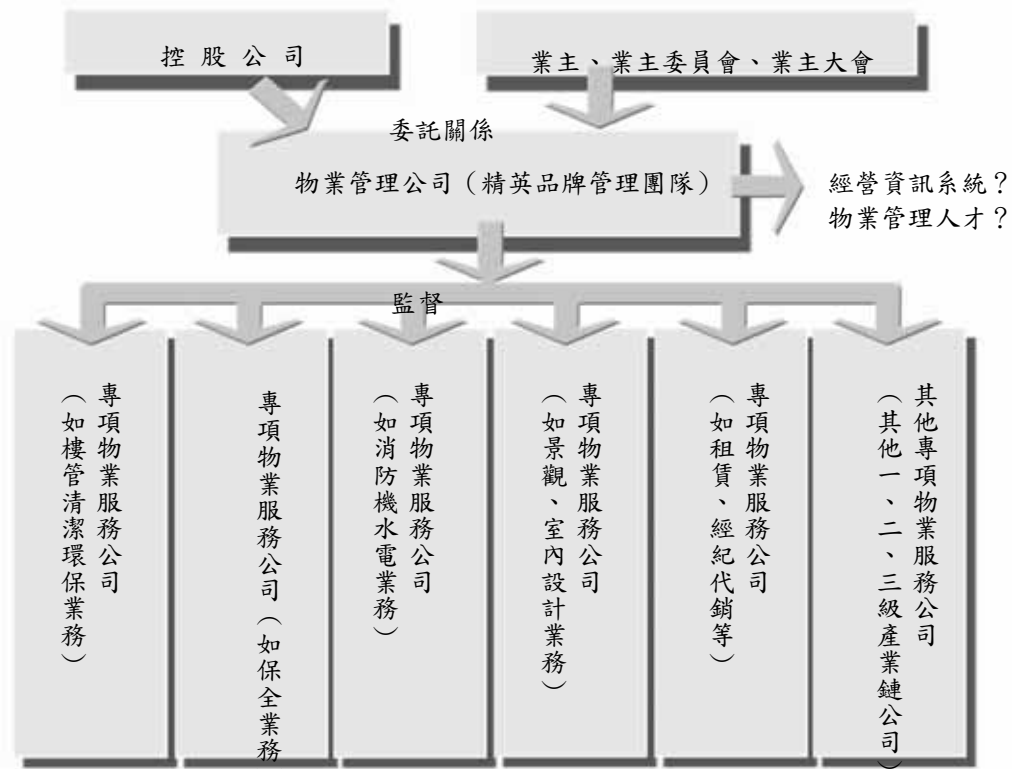 控股公司
業主、業主委員會、業主大會
委託關係
物業管理公司（精英品牌管理團隊）
經營資訊系統？
物業管理人才？
監督
專項物業服務公司
（如樓管清潔環保業務）
專項物業服務公司（如保全業務
專項物業服務公司
（如消防機水電業務）
專項物業服務公司
（如景觀、室內設計業務）
專項物業服務公司
（如租賃、經紀代銷等）
其他專項物業服務公司
（其他一、二、三級產業鏈公司）